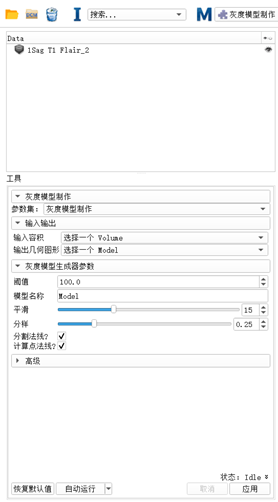 DCM I 搜索... M 灰度模型制作
Data
1Sag T1 Flair_2
工具
灰度模型制作
参数集: 灰度模型制作
输入输出
输入容积 选择一个 Volume
输出几何图形 选择一个 Model
灰度模型生成器参数
阈值 100.0
模型名称 Model
平滑 15
分样 0.25
分割法线?
计算点法线?
高级
状态: Idle
恢复默认值 自动运行 取消 应用